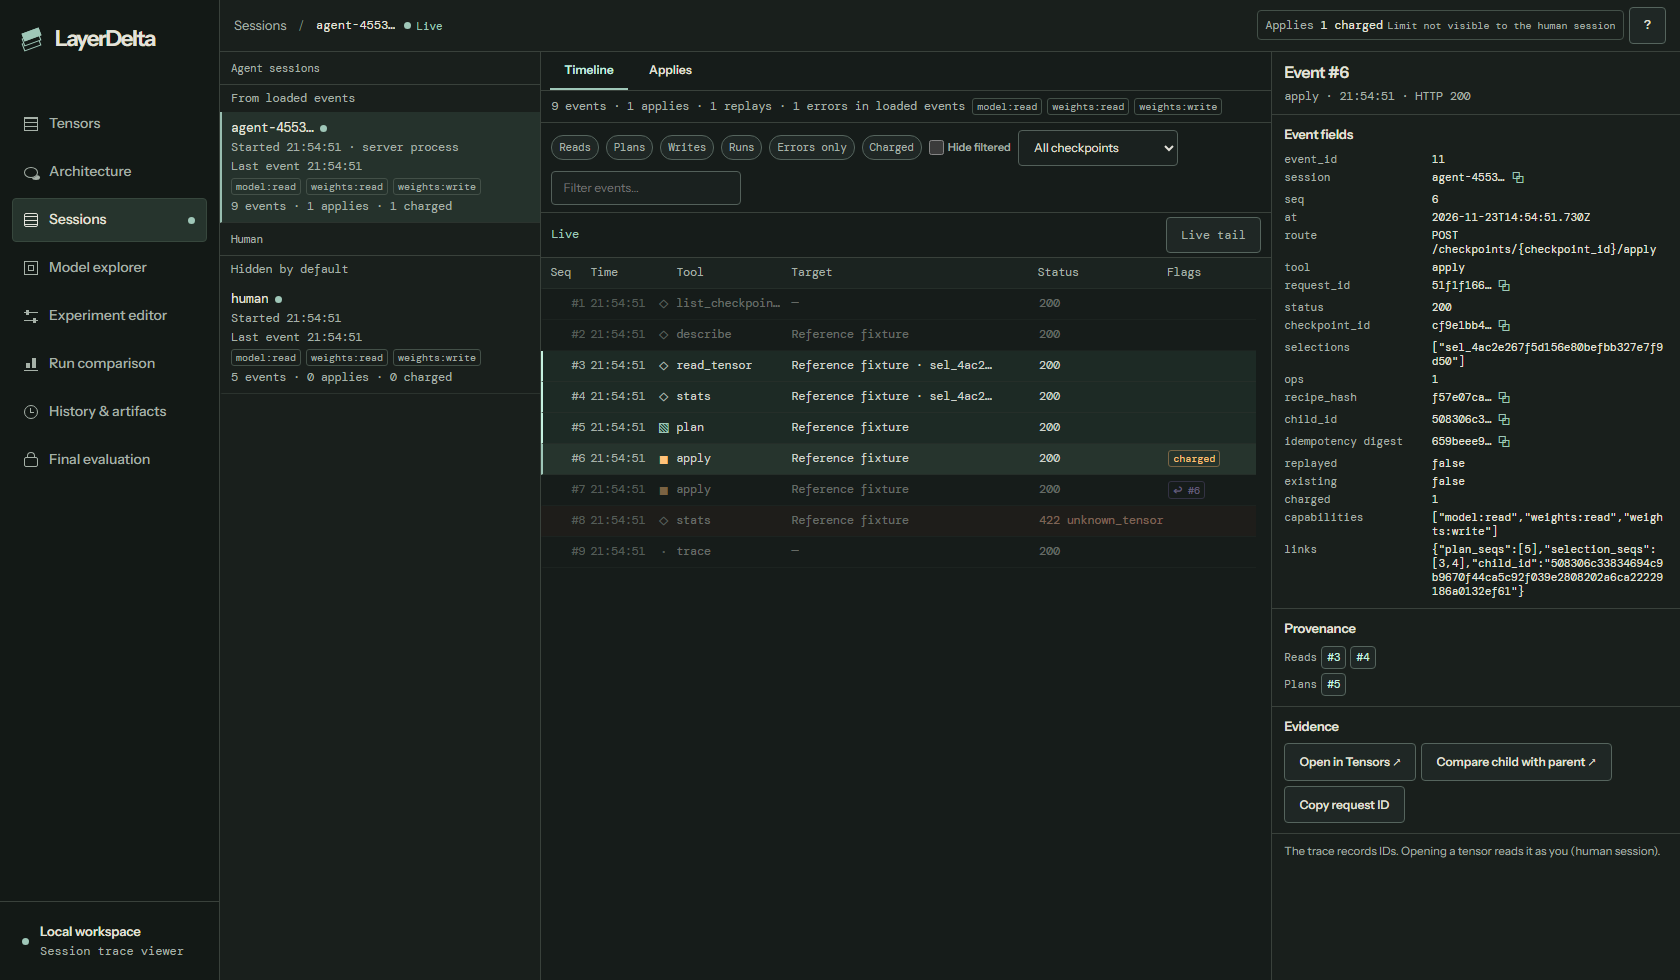 LayerDelta
Tensors
Architecture
Sessions
Model explorer
Experiment editor
Run comparison
History & artifacts
Final evaluation
Local workspace
Session trace viewer
Sessions / agent-4553… Live
Applies 1 charged Limit not visible to the human session
?
Agent sessions
From loaded events
agent-4553…
Started 21:54:51 · server process
Last event 21:54:51
model:read weights:read weights:write
9 events · 1 applies · 1 charged
Human
Hidden by default
human
Started 21:54:51
Last event 21:54:51
model:read weights:read weights:write
5 events · 0 applies · 0 charged
Timeline Applies
9 events · 1 applies · 1 replays · 1 errors in loaded events model:read weights:read weights:write
Reads Plans Writes Runs Errors only Charged Hide filtered All checkpoints
Filter events…
Live Live tail
Seq Time Tool Target Status Flags
#1 21:54:51 ◇ list_checkpoin… — 200
#2 21:54:51 ◇ describe Reference fixture 200
#3 21:54:51 ◇ read_tensor Reference fixture · sel_4ac2… 200
#4 21:54:51 ◇ stats Reference fixture · sel_4ac2… 200
#5 21:54:51 ▧ plan Reference fixture 200
#6 21:54:51 ■ apply Reference fixture 200 charged
#7 21:54:51 ■ apply Reference fixture 200 ↩ #6
#8 21:54:51 ◇ stats Reference fixture 422 unknown_tensor
#9 21:54:51 · trace — 200
Event #6
apply · 21:54:51 · HTTP 200
Event fields
event_id 11
session agent-4553…
seq 6
at 2026-11-23T14:54:51.730Z
route POST
/checkpoints/{checkpoint_id}/apply
tool apply
request_id 51f1f166…
status 200
checkpoint_id cf9e1bb4…
selections ["sel_4ac2e267f5d156e80befbb327e7f9
d50"]
ops 1
recipe_hash f57e07ca…
child_id 508306c3…
idempotency digest 659beee9…
replayed false
existing false
charged 1
capabilities ["model:read","weights:read","weigh
ts:write"]
links {"plan_seqs":[5],"selection_seqs":
[3,4],"child_id":"508306c33834694c9
b9670f44ca5c92f039e2808202a6ca22229
186a0132ef61"}
Provenance
Reads #3 #4
Plans #5
Evidence
Open in Tensors ↗ Compare child with parent ↗
Copy request ID
The trace records IDs. Opening a tensor reads it as you (human session).